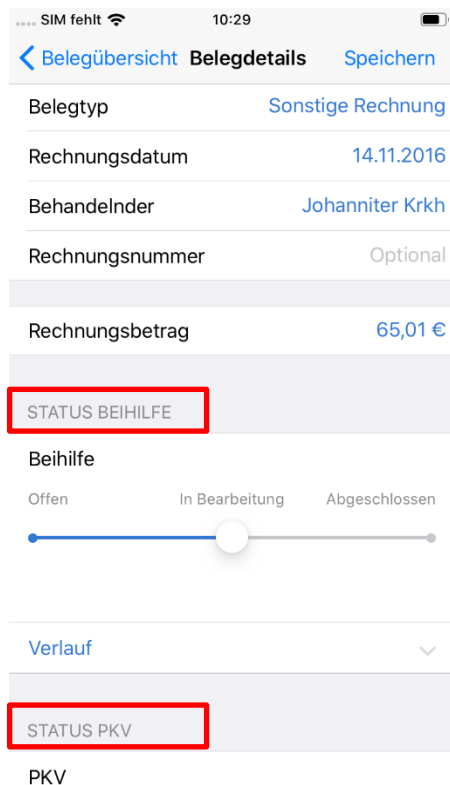 SIM fehlt 10:29
Belegübersicht Belegdetails Speichern
Belegtyp Sonstige Rechnung
Rechnungsdatum 14.11.2016
Behandelnder Johanniter Krkh
Rechnungsnummer Optional
Rechnungsbetrag 65,01 €
STATUS BEIHILFE
Beihilfe
Offen In Bearbeitung Abgeschlossen
Verlauf
STATUS PKV
PKV